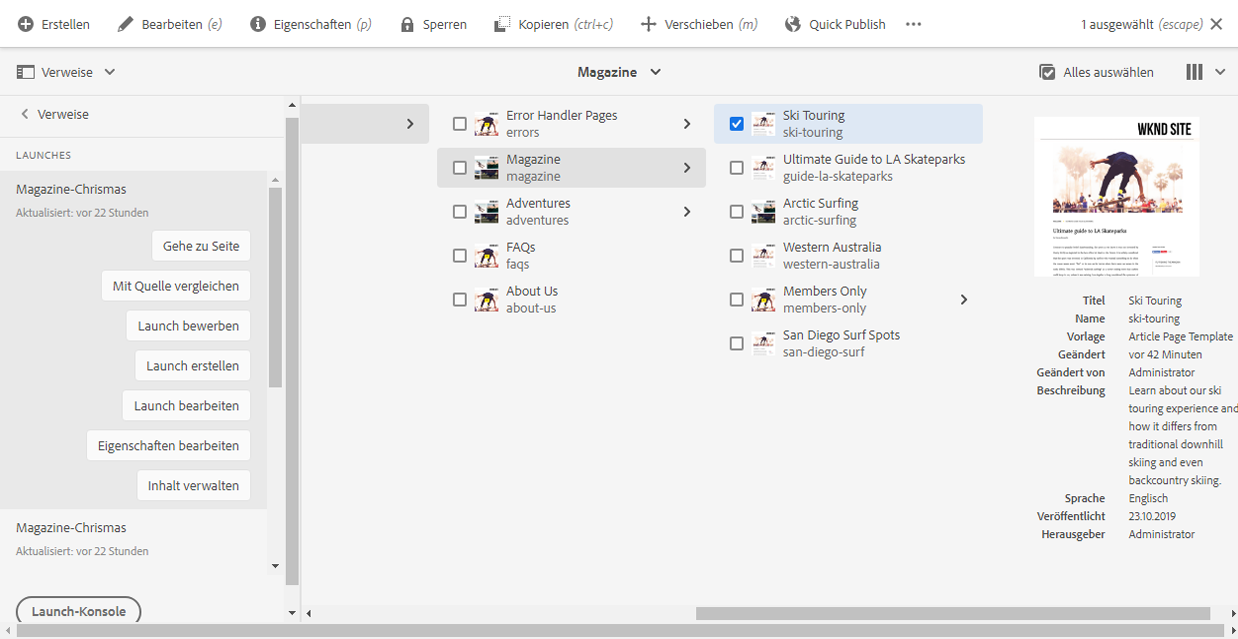 Erstellen
Bearbeiten (e)
Eigenschaften (p)
Sperren
Kopieren (ctrl+c)
Verschieben (m)
Quick Publish
1 ausgewählt (escape)
Verweise
Magazine
Alles auswählen
Verweise
LAUNCHES
Magazine-Chrismas
Aktualisiert: vor 22 Stunden
Gehe zu Seite
Mit Quelle vergleichen
Launch bewerben
Launch erstellen
Launch bearbeiten
Eigenschaften bearbeiten
Inhalt verwalten
Magazine-Chrismas
Aktualisiert: vor 22 Stunden
Launch-Konsole
Error Handler Pages
errors
Magazine
magazine
Adventures
adventures
FAQs
faqs
About Us
about-us
Ski Touring
ski-touring
Ultimate Guide to LA Skateparks
guide-la-skateparks
Arctic Surfing
arctic-surfing
Western Australia
western-australia
Members Only
members-only
San Diego Surf Spots
san-diego-surf
WKND SITE
Ultimate guide to LA Skateparks
Titel Ski Touring
Name ski-touring
Vorlage Article Page Template
Geändert vor 42 Minuten
Geändert von Administrator
Beschreibung Learn about our ski
touring experience and
how it differs from
traditional downhill
skiing and even
backcountry skiing.
Sprache Englisch
Veröffentlicht 23.10.2019
Herausgeber Administrator